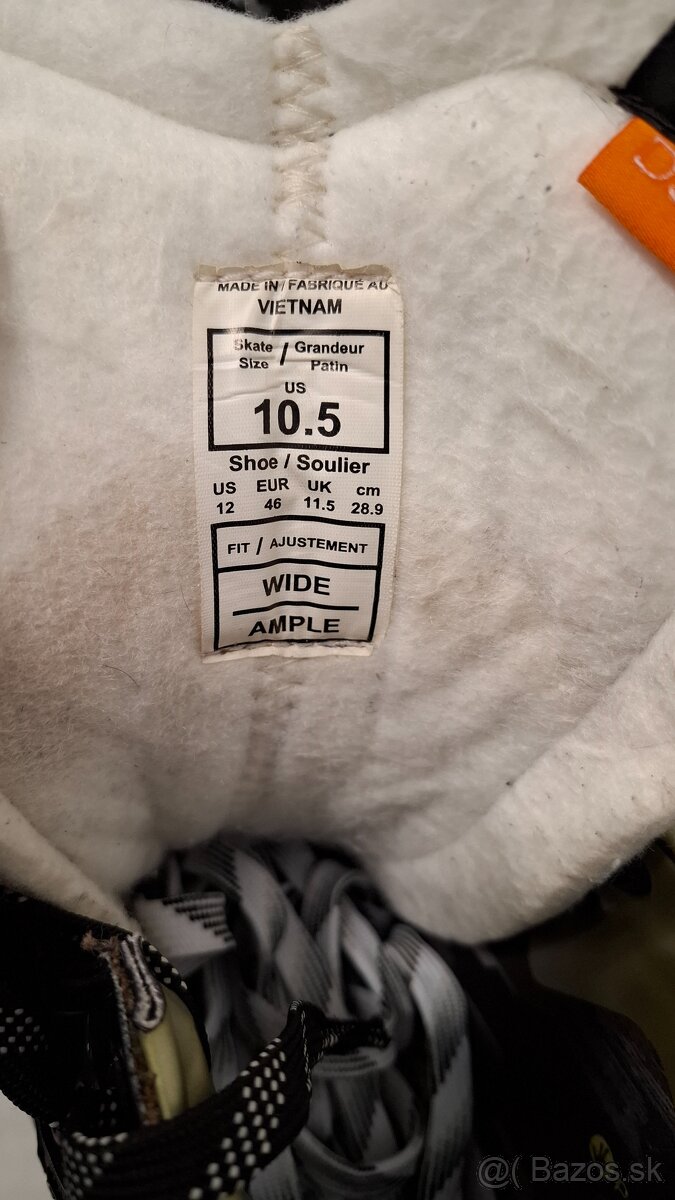 MADE IN / FABRIQUÉ AU
VIETNAM
Skate Size / Grandeur Patin
US
10.5
Shoe / Soulier
US EUR UK cm
12 46 11.5 28.9
FIT / AJUSTEMENT
WIDE
AMPLE
@( Bazos.sk